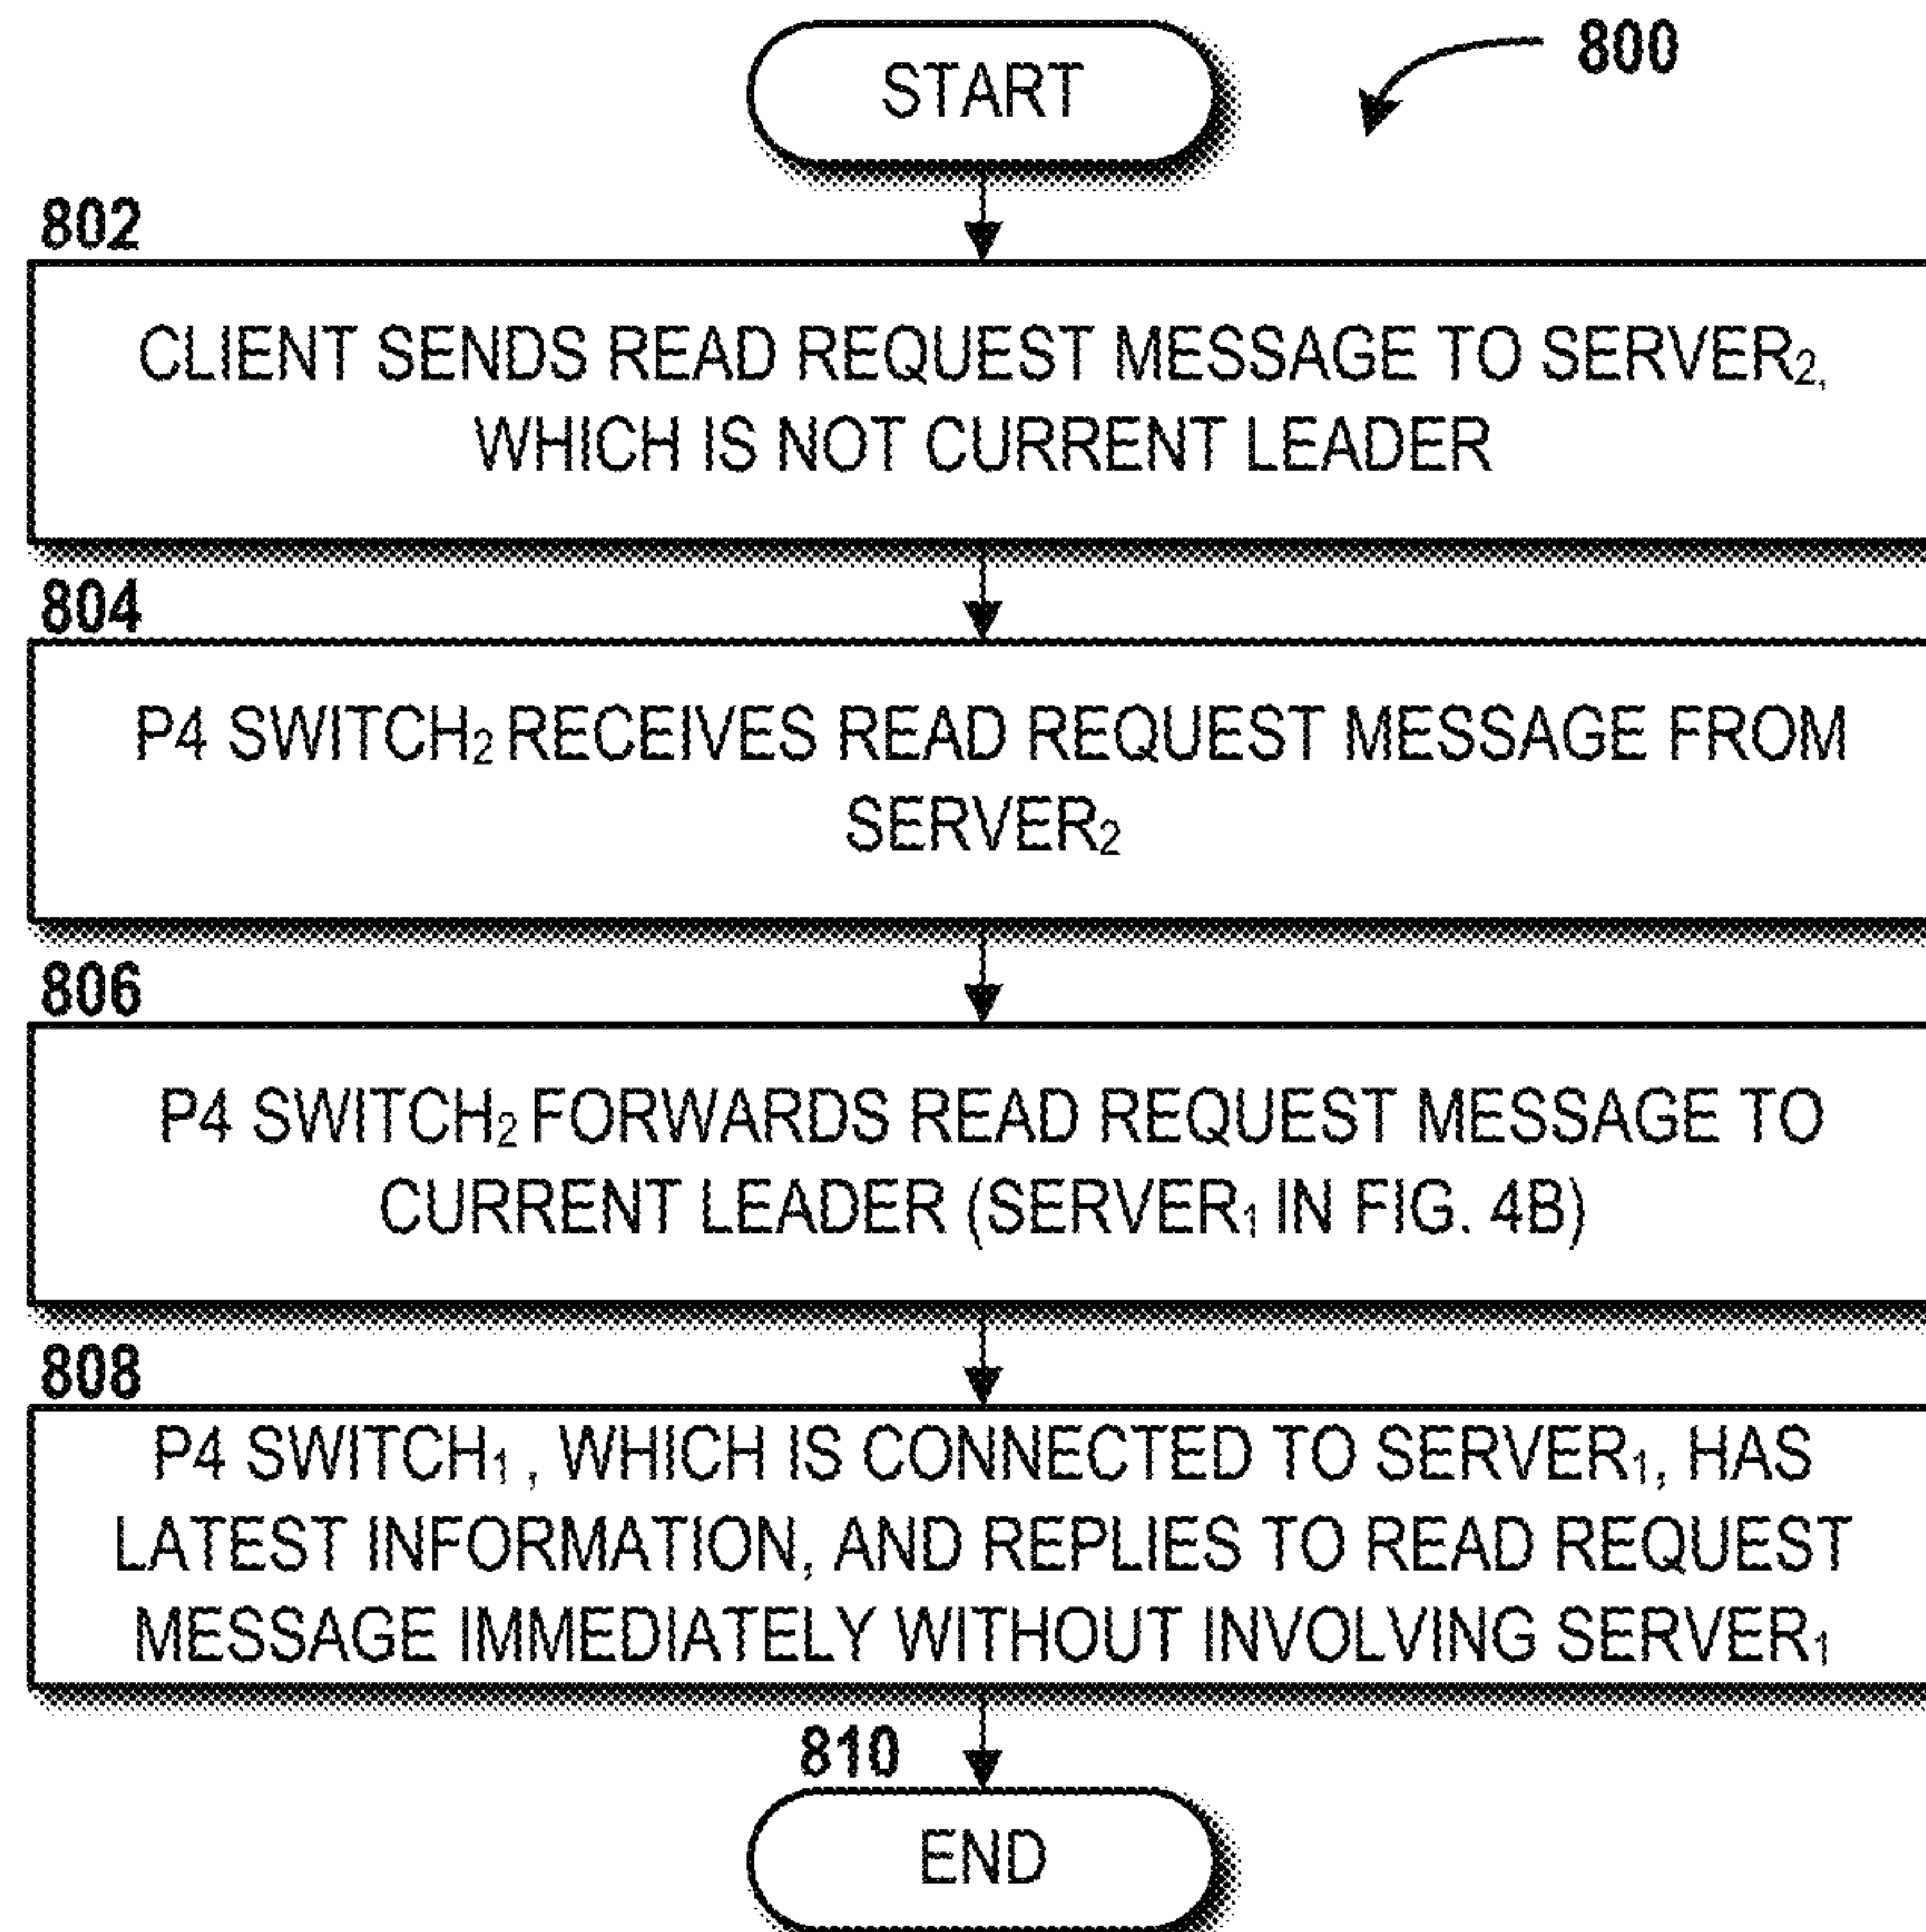 START
800
802
CLIENT SENDS READ REQUEST MESSAGE TO SERVER₂,
WHICH IS NOT CURRENT LEADER
804
P4 SWITCH₂ RECEIVES READ REQUEST MESSAGE FROM
SERVER₂
806
P4 SWITCH₂ FORWARDS READ REQUEST MESSAGE TO
CURRENT LEADER (SERVER₁ IN FIG. 4B)
808
P4 SWITCH₁ , WHICH IS CONNECTED TO SERVER₁, HAS
LATEST INFORMATION, AND REPLIES TO READ REQUEST
MESSAGE IMMEDIATELY WITHOUT INVOLVING SERVER₁
810
END